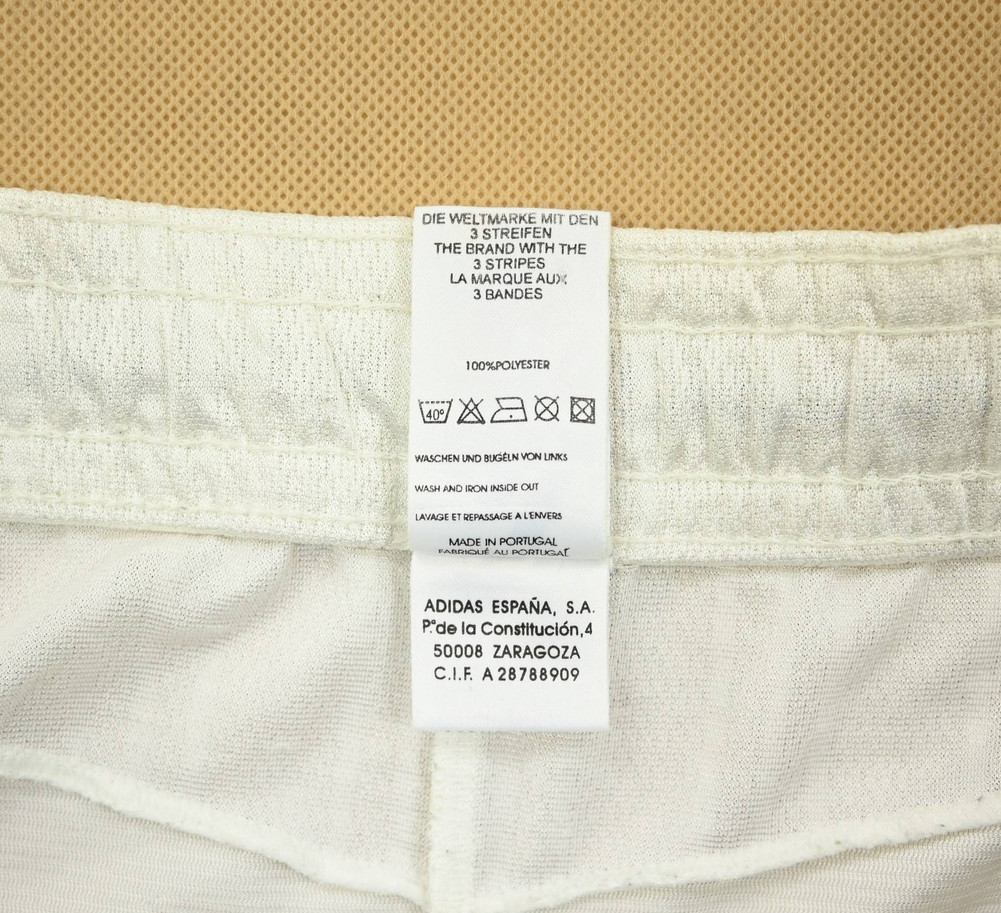 DIE WELTMARKE MIT DEN
3 STREIFEN
THE BRAND WITH THE
3 STRIPES
LA MARQUE AUX
3 BANDES
100%POLYESTER
40°
WASCHEN UND BUGELN VON LINKS
WASH AND IRON INSIDE OUT
LAVAGE ET REPASSAGE A L'ENVERS
MADE IN PORTUGAL
FABRIQUÉ AU PORTUGAL
ADIDAS ESPAÑA, S.A.
P.ª de la Constitución,4
50008 ZARAGOZA
C.I.F. A 28788909